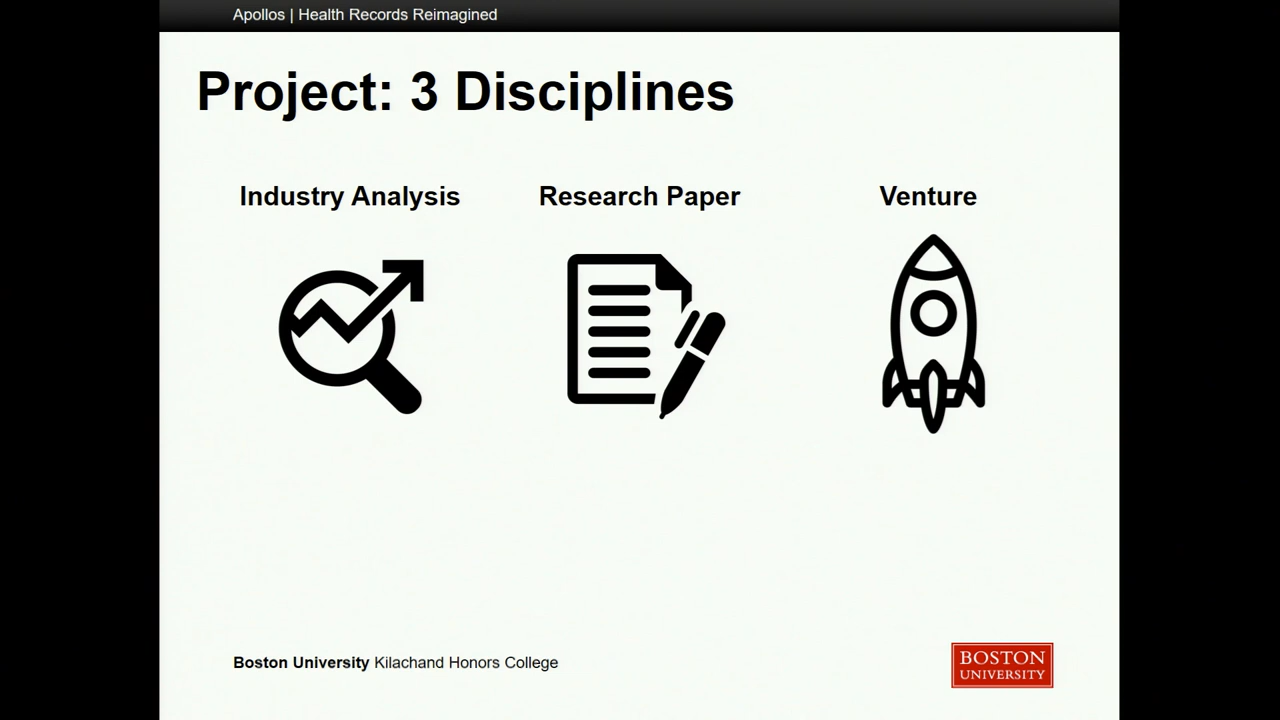 Apollos | Health Records Reimagined
Project: 3 Disciplines
Industry Analysis
Research Paper
Venture
Boston University Kilachand Honors College
BOSTON
UNIVERSITY